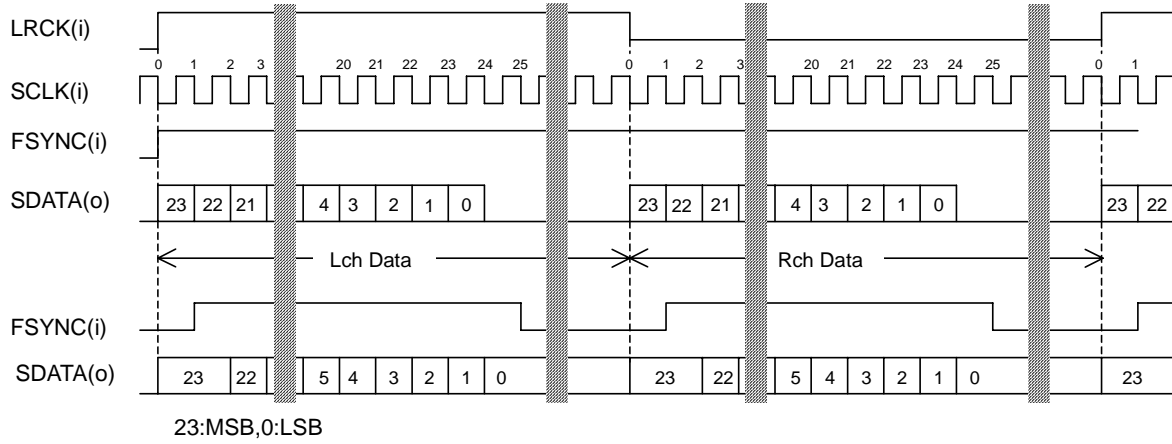 LRCK(i)
0 1 2 3 20 21 22 23 24 25 0 1 2 3 20 21 22 23 24 25 0 1
SCLK(i)
FSYNC(i)
SDATA(o) 23 22 21 4 3 2 1 0 23 22 21 4 3 2 1 0 23 22
Lch Data Rch Data
FSYNC(i)
SDATA(o) 23 22 5 4 3 2 1 0 23 22 5 4 3 2 1 0 23
23:MSB,0:LSB